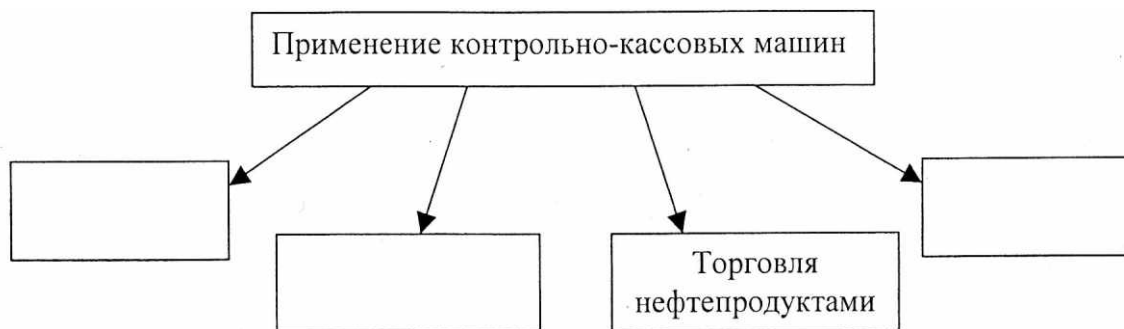 Применение контрольно-кассовых машин
Торговля
нефтепродуктами